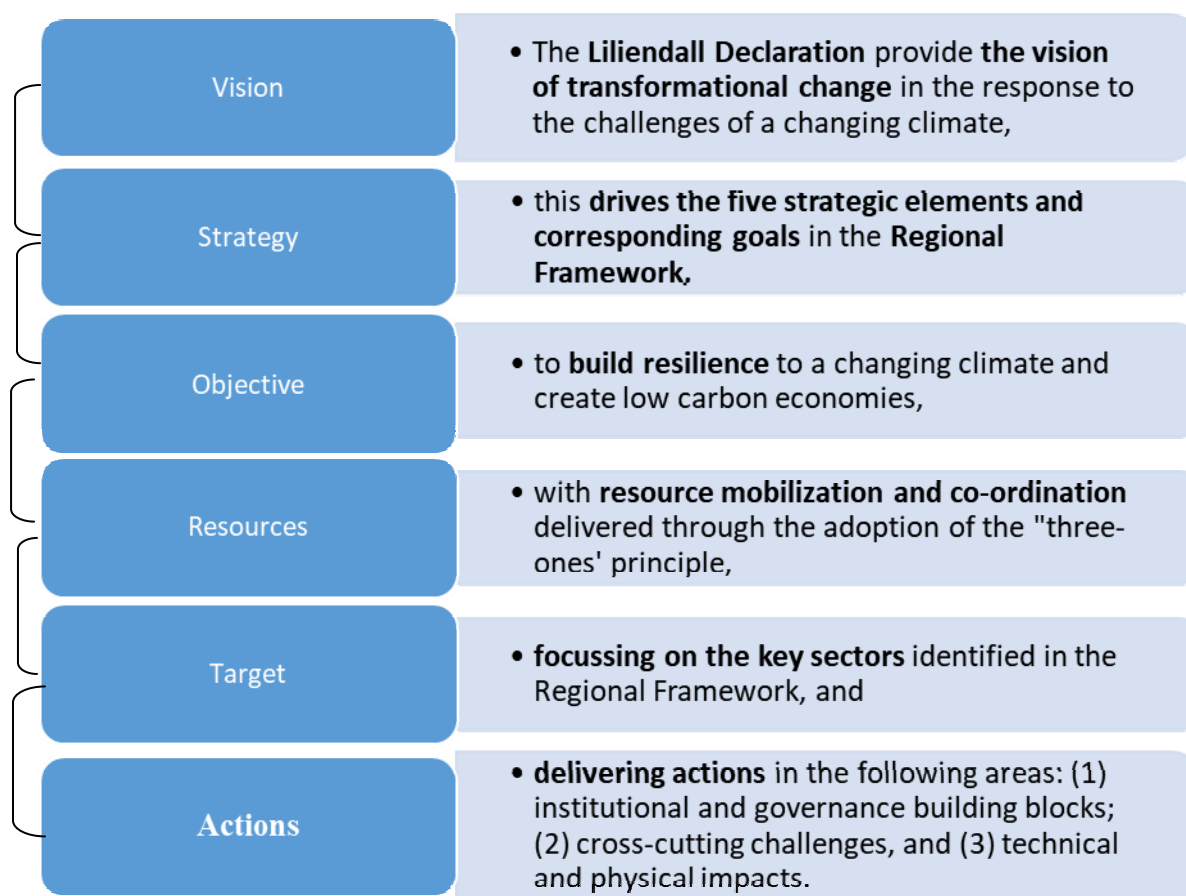 Vision
• The Liliendall Declaration provide the vision
of transformational change in the response to
the challenges of a changing climate,
Strategy
• this drives the five strategic elements and
corresponding goals in the Regional
Framework,
Objective
• to build resilience to a changing climate and
create low carbon economies,
Resources
• with resource mobilization and co-ordination
delivered through the adoption of the "three-
ones' principle,
Target
• focussing on the key sectors identified in the
Regional Framework, and
Actions
• delivering actions in the following areas: (1)
institutional and governance building blocks;
(2) cross-cutting challenges, and (3) technical
and physical impacts.